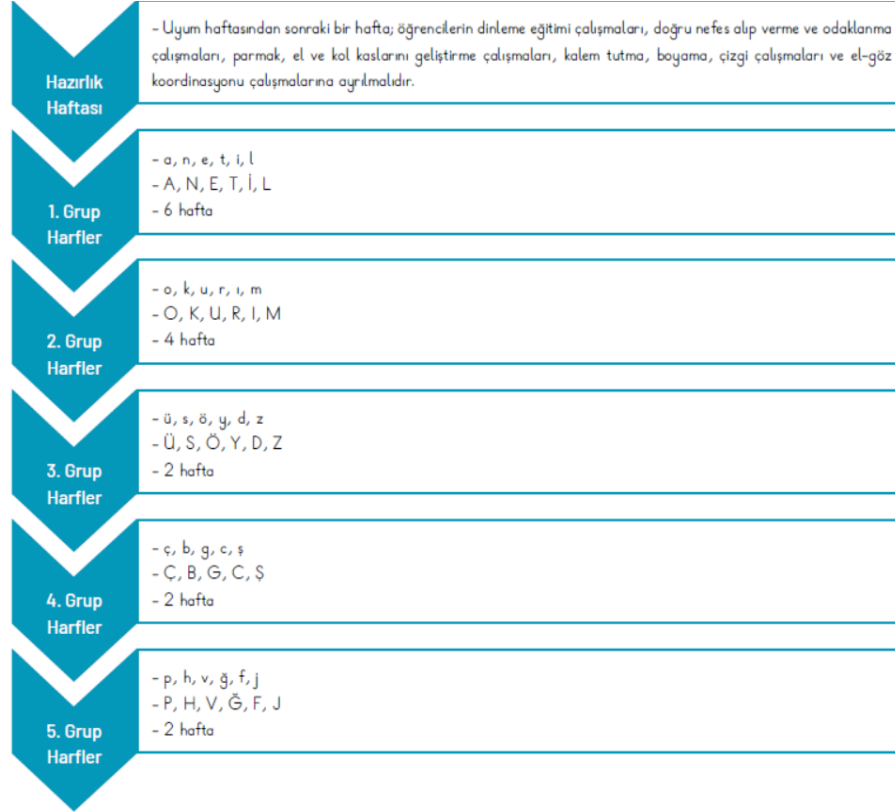 Hazırlık
Haftası
- Uyum haftasından sonraki bir hafta; öğrencilerin dinleme eğitimi çalışmaları, doğru nefes alıp verme ve odaklanma
çalışmaları, parmak, el ve kol kaslarını geliştirme çalışmaları, kalem tutma, boyama, çizgi çalışmaları ve el-göz
koordinasyonu çalışmalarına ayrılmalıdır.
1. Grup
Harfler
- a, n, e, t, i, l
- A, N, E, T, İ, L
- 6 hafta
2. Grup
Harfler
- o, k, u, r, ı, m
- O, K, U, R, I, M
- 4 hafta
3. Grup
Harfler
- ü, s, ö, y, d, z
- Ü, S, Ö, Y, D, Z
- 2 hafta
4. Grup
Harfler
- ç, b, g, c, ş
- Ç, B, G, C, Ş
- 2 hafta
5. Grup
Harfler
- p, h, v, ğ, f, j
- P, H, V, Ğ, F, J
- 2 hafta